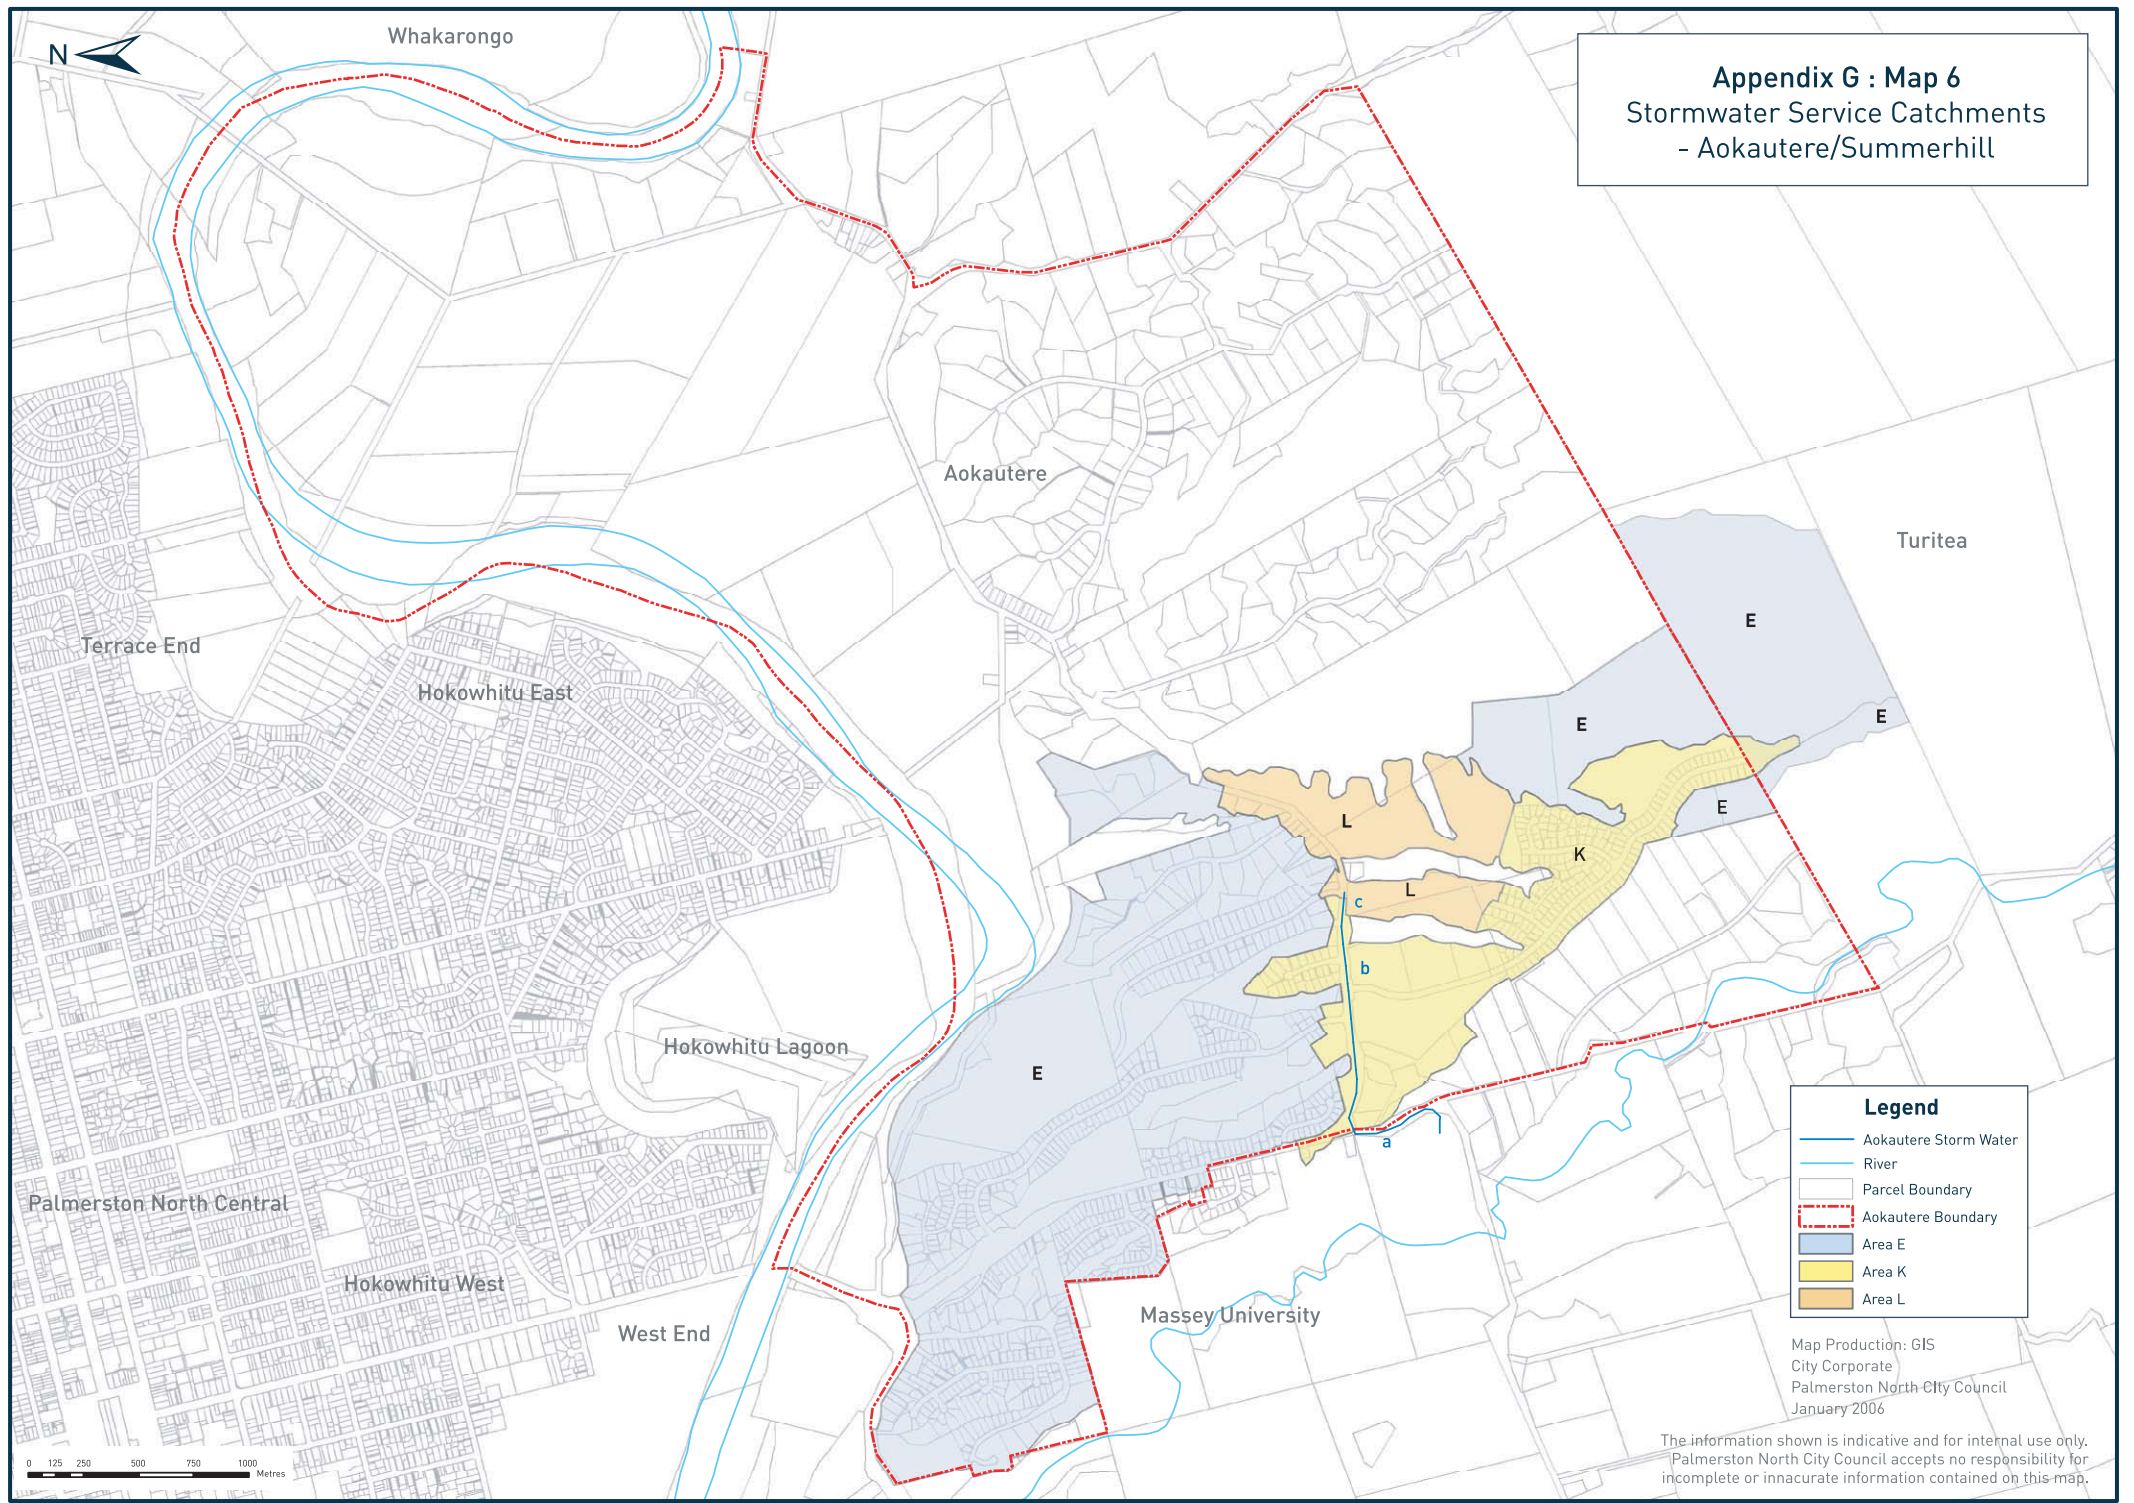 N
Whakarongo
Appendix G : Map 6
Stormwater Service Catchments
- Aokautere/Summerhill
Aokautere
Turitea
E
Terrace End
Hokowhitu East
E
E
E
L
K
L
c
b
Hokowhitu Lagoon
E
a
Palmerston North Central
Hokowhitu West
West End
Massey University
Legend
Aokautere Storm Water
River
Parcel Boundary
Aokautere Boundary
Area E
Area K
Area L
Map Production: GIS
City Corporate
Palmerston North CIty Council
January 2006
The information shown is indicative and for internal use only.
Palmerston North City Council accepts no responsibility for
incomplete or innacurate information contained on this map.
0 125 250 500 750 1000
Metres